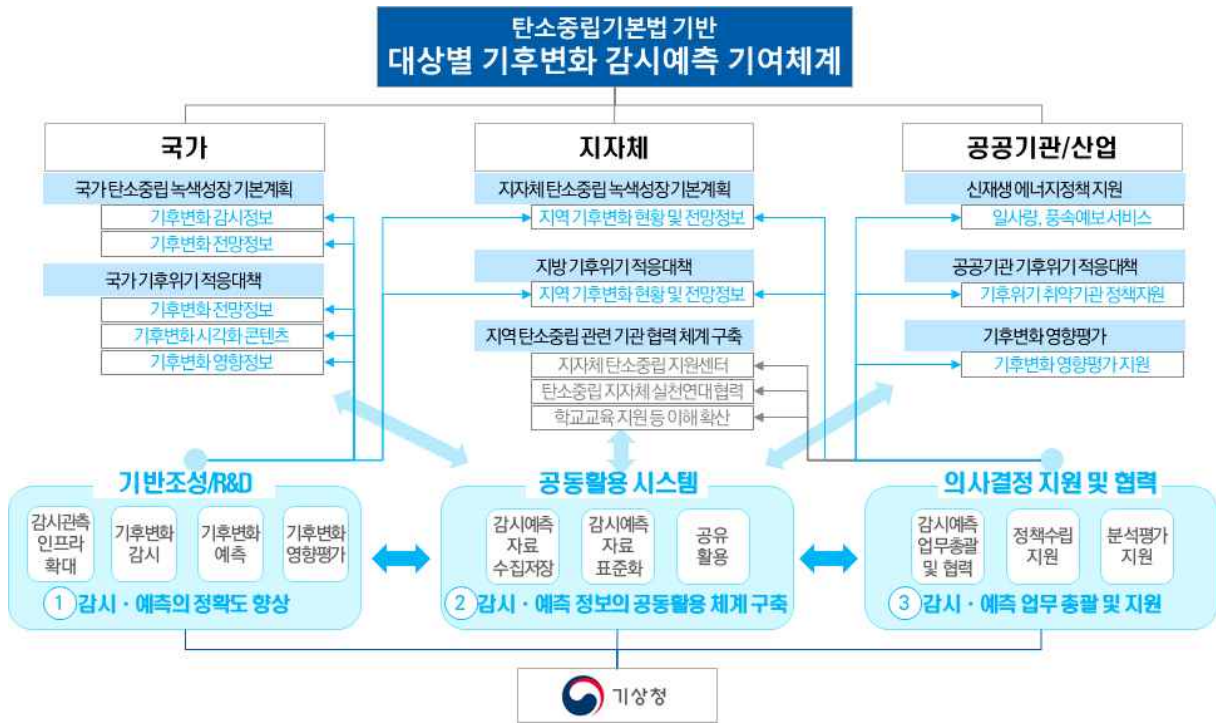 탄소중립기본법 기반
대상별 기후변화 감시예측 기여체계
국가
국가 탄소중립 녹색성장 기본계획
기후변화 감시정보
기후변화 전망정보
국가 기후위기 적응대책
기후변화 전망정보
기후변화 시각화 콘텐츠
기후변화 영향정보
지자체
지자체 탄소중립 녹색성장 기본계획
지역 기후변화 현황 및 전망정보
지방 기후위기 적응대책
지역 기후변화 현황 및 전망정보
지역 탄소중립 관련 기관 협력 체계 구축
지자체 탄소중립 지원센터
탄소중립 지자체 실천연대 협력
학교교육 지원 등 이해 확산
공공기관/산업
신재생 에너지정책 지원
일사량, 풍속예보 서비스
공공기관 기후위기 적응대책
기후위기 취약기관 정책지원
기후변화 영향평가
기후변화 영향평가 지원
기반조성/R&D
감시관측
인프라
확대
기후변화
감시
기후변화
예측
기후변화
영향평가
① 감시 · 예측의 정확도 향상
공동활용 시스템
감시예측
자료
수집저장
감시예측
자료
표준화
공유
활용
② 감시 · 예측 정보의 공동활용 체계 구축
의사결정 지원 및 협력
감시예측
업무총괄
및 협력
정책수립
지원
분석평가
지원
③ 감시 · 예측 업무 총괄 및 지원
기상청